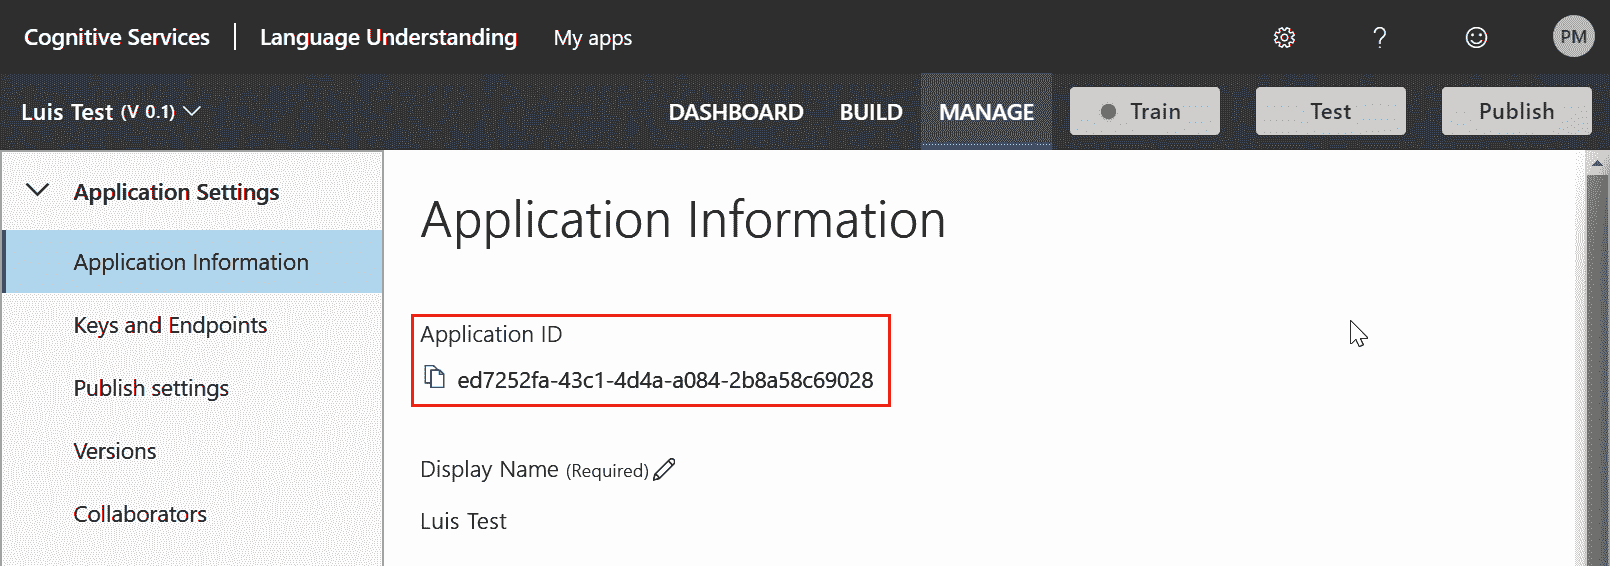 Cognitive Services Language Understanding My apps ? PM
Luis Test (V 0.1) DASHBOARD BUILD MANAGE Train Test Publish
Application Settings
Application Information
Keys and Endpoints
Publish settings
Versions
Collaborators
Application Information
Application ID
ed7252fa-43c1-4d4a-a084-2b8a58c69028
Display Name (Required)
Luis Test